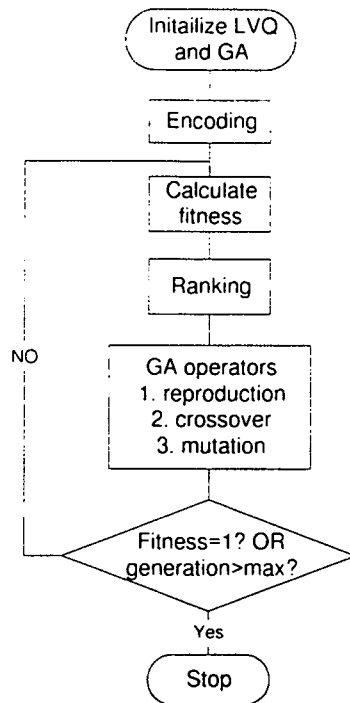 Initailize LVQ
and GA
Encoding
Calculate
fitness
Ranking
GA operators
1. reproduction
2. crossover
3. mutation
NO
Fitness=1? OR
generation>max?
Yes
Stop